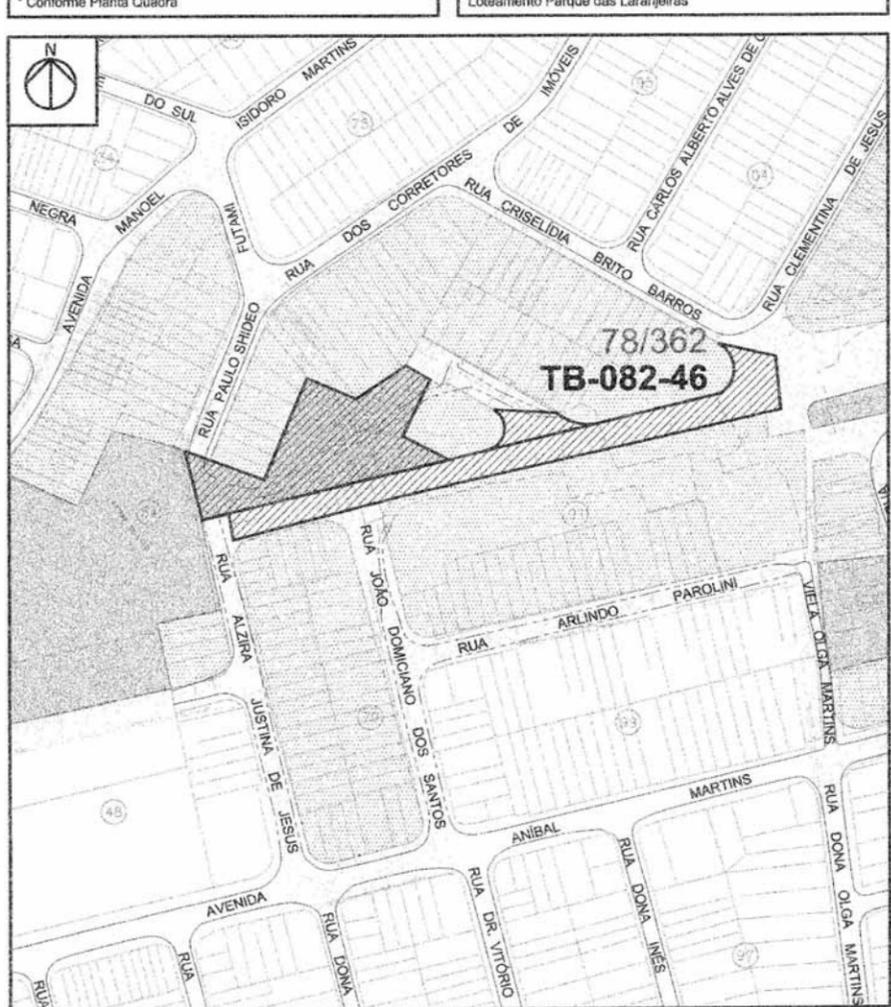 * Conforme Planta Quadra
Loteamento Parque das Laranjeiras
N
DO SUL
ISIDORO MARTINS
NEGRA
AVENIDA MANOEL
FUTAMI
RUA PAULO SHIDEO
RUA DOS CORRETORES DE IMÓVEIS
RUA CRISELÍDIA BRITO BARROS
RUA CARLOS ALBERTO ALVES DE
RUA CLEMENTINA DE JESUS
78/362
TB-082-46
RUA ALZIRA JUSTINA DE JESUS
RUA JOÃO DOMICIANO DOS SANTOS
RUA ARLINDO PAROLINI
VIELA OLGA MARTINS
48
AVENIDA ANÍBAL MARTINS
RUA DONA OLGA MARTINS
RUA DONA INÊS
RUA DR. VITÓRIO
RUA DONA
RUA
RUA
97